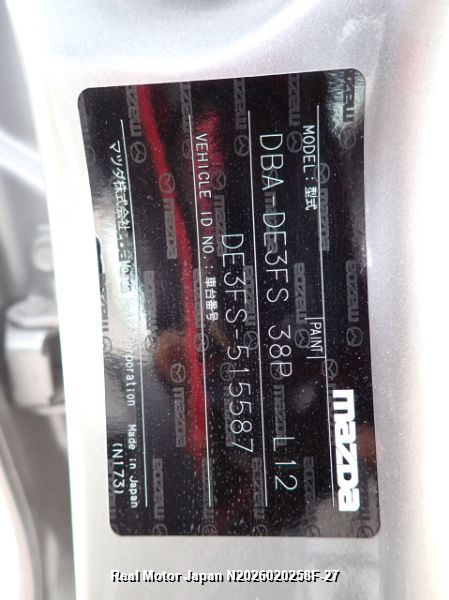 mazda
MODEL:型式
PAINT
DBA-DE3FS 38P L12
VEHICLE ID NO.:車台番号
DE3FS-515587
マツダ株式会社
Corporation Made in Japan
(N173)
Real Motor Japan N2025020258F-27